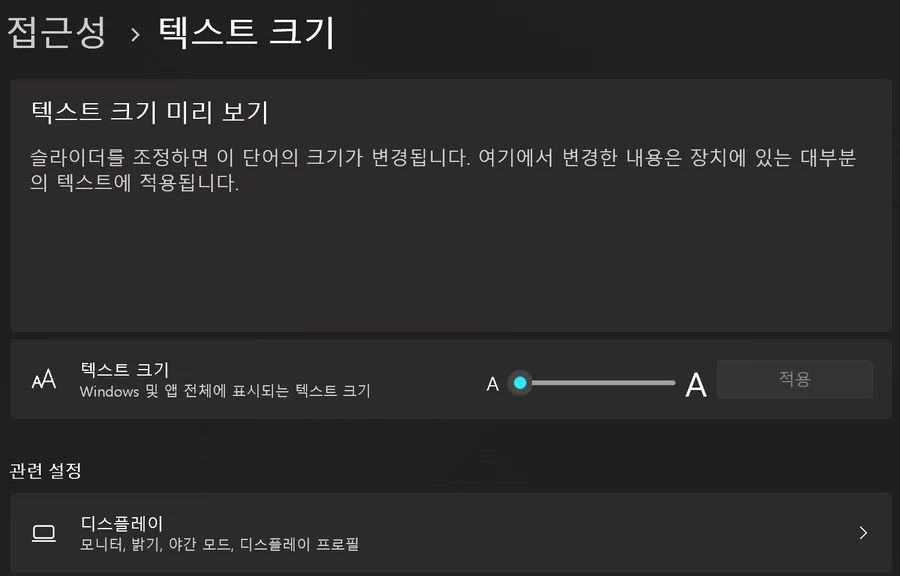 접근성 > 텍스트 크기
텍스트 크기 미리 보기
슬라이더를 조정하면 이 단어의 크기가 변경됩니다. 여기에서 변경한 내용은 장치에 있는 대부분
의 텍스트에 적용됩니다.
텍스트 크기
Windows 및 앱 전체에 표시되는 텍스트 크기
A A 적용
관련 설정
디스플레이
모니터, 밝기, 야간 모드, 디스플레이 프로필